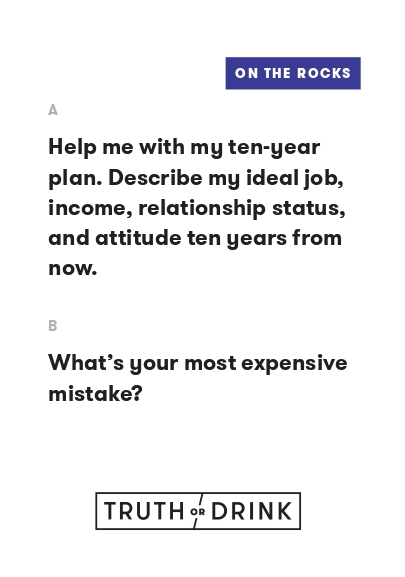 ON THE ROCKS
A
Help me with my ten-year
plan. Describe my ideal job,
income, relationship status,
and attitude ten years from
now.
B
What's your most expensive
mistake?
TRUTH OR DRINK